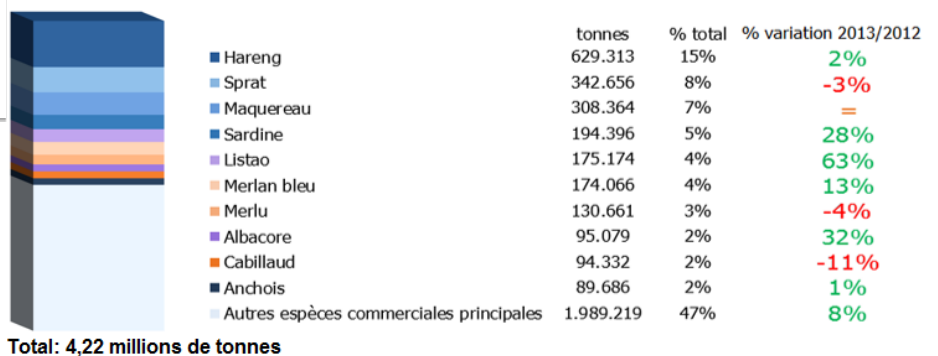 tonnes % total % variation 2013/2012
Hareng 629.313 15% 2%
Sprat 342.656 8% -3%
Maquereau 308.364 7% =
Sardine 194.396 5% 28%
Listao 175.174 4% 63%
Merlan bleu 174.066 4% 13%
Merlu 130.661 3% -4%
Albacore 95.079 2% 32%
Cabillaud 94.332 2% -11%
Anchois 89.686 2% 1%
Autres espèces commerciales principales 1.989.219 47% 8%
Total: 4,22 millions de tonnes